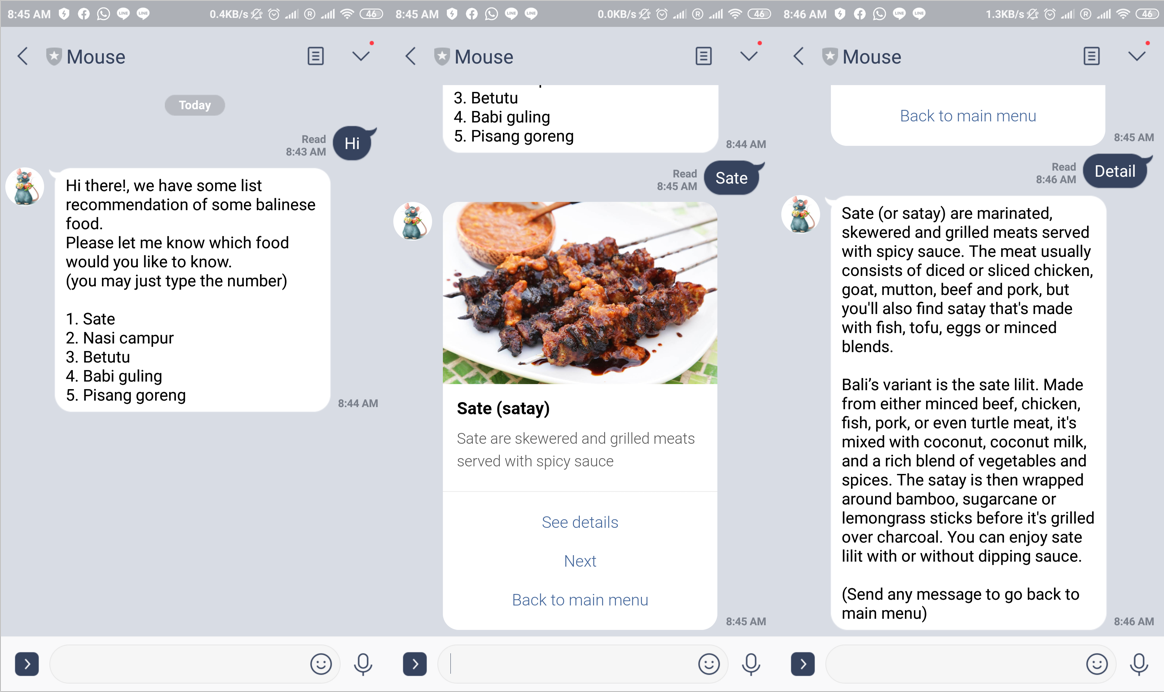 8:45 AM
0.4KB/s
46
Mouse
Today
Read
8:43 AM
Hi
Hi there!, we have some list
recommendation of some balinese
food.
Please let me know which food
would you like to know.
(you may just type the number)
1. Sate
2. Nasi campur
3. Betutu
4. Babi guling
5. Pisang goreng
8:44 AM
8:45 AM
0.0KB/s
46
Mouse
3. Betutu
4. Babi guling
5. Pisang goreng
8:44 AM
Read
8:45 AM
Sate
Sate (satay)
Sate are skewered and grilled meats
served with spicy sauce
See details
Next
Back to main menu
8:45 AM
8:46 AM
1.3KB/s
46
Mouse
Back to main menu
8:45 AM
Read
8:46 AM
Detail
Sate (or satay) are marinated,
skewered and grilled meats served
with spicy sauce. The meat usually
consists of diced or sliced chicken,
goat, mutton, beef and pork, but
you'll also find satay that's made
with fish, tofu, eggs or minced
blends.
Bali’s variant is the sate lilit. Made
from either minced beef, chicken,
fish, pork, or even turtle meat, it's
mixed with coconut, coconut milk,
and a rich blend of vegetables and
spices. The satay is then wrapped
around bamboo, sugarcane or
lemongrass sticks before it's grilled
over charcoal. You can enjoy sate
lilit with or without dipping sauce.
(Send any message to go back to
main menu)
8:46 AM